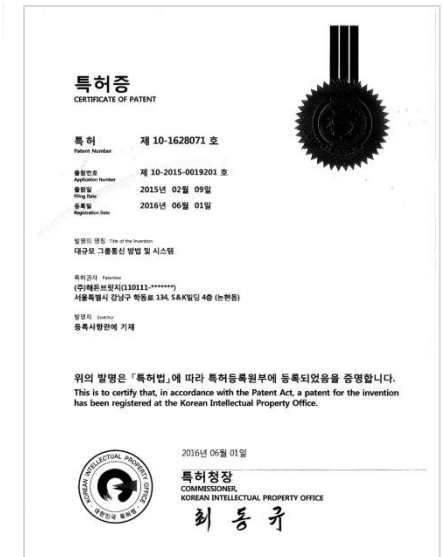 특허증
CERTIFICATE OF PATENT
특 허 제 10-1628071 호
Patent Number
출원번호 제 10-2015-0019201 호
Application Number
출원일 2015년 02월 09일
Filing Date
등록일 2016년 06월 01일
Registration Date
발명의 명칭 Title of the Invention
대규모 그룹통신 방법 및 시스템
특허권자 Patentee
(주)해든브릿지(110111-*******)
서울특별시 강남구 학동로 134, S&K빌딩 4층 (논현동)
발명자 Inventor
등록사항란에 기재
위의 발명은 「특허법」에 따라 특허등록원부에 등록되었음을 증명합니다.
This is to certify that, in accordance with the Patent Act, a patent for the invention
has been registered at the Korean Intellectual Property Office.
2016년 06월 01일
특허청장
COMMISSIONER,
KOREAN INTELLECTUAL PROPERTY OFFICE
최동규
KOREAN INTELLECTUAL PROPERTY OFFICE
대한민국 특허청